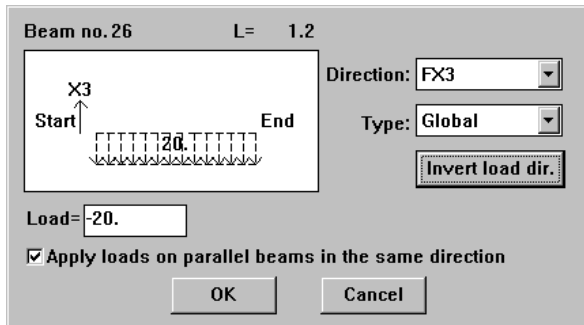 Beam no. 26 L= 1.2
Direction: FX3
X3
Start End
20.
Type: Global
Invert load dir.
Load= -20.
Apply loads on parallel beams in the same direction
OK Cancel